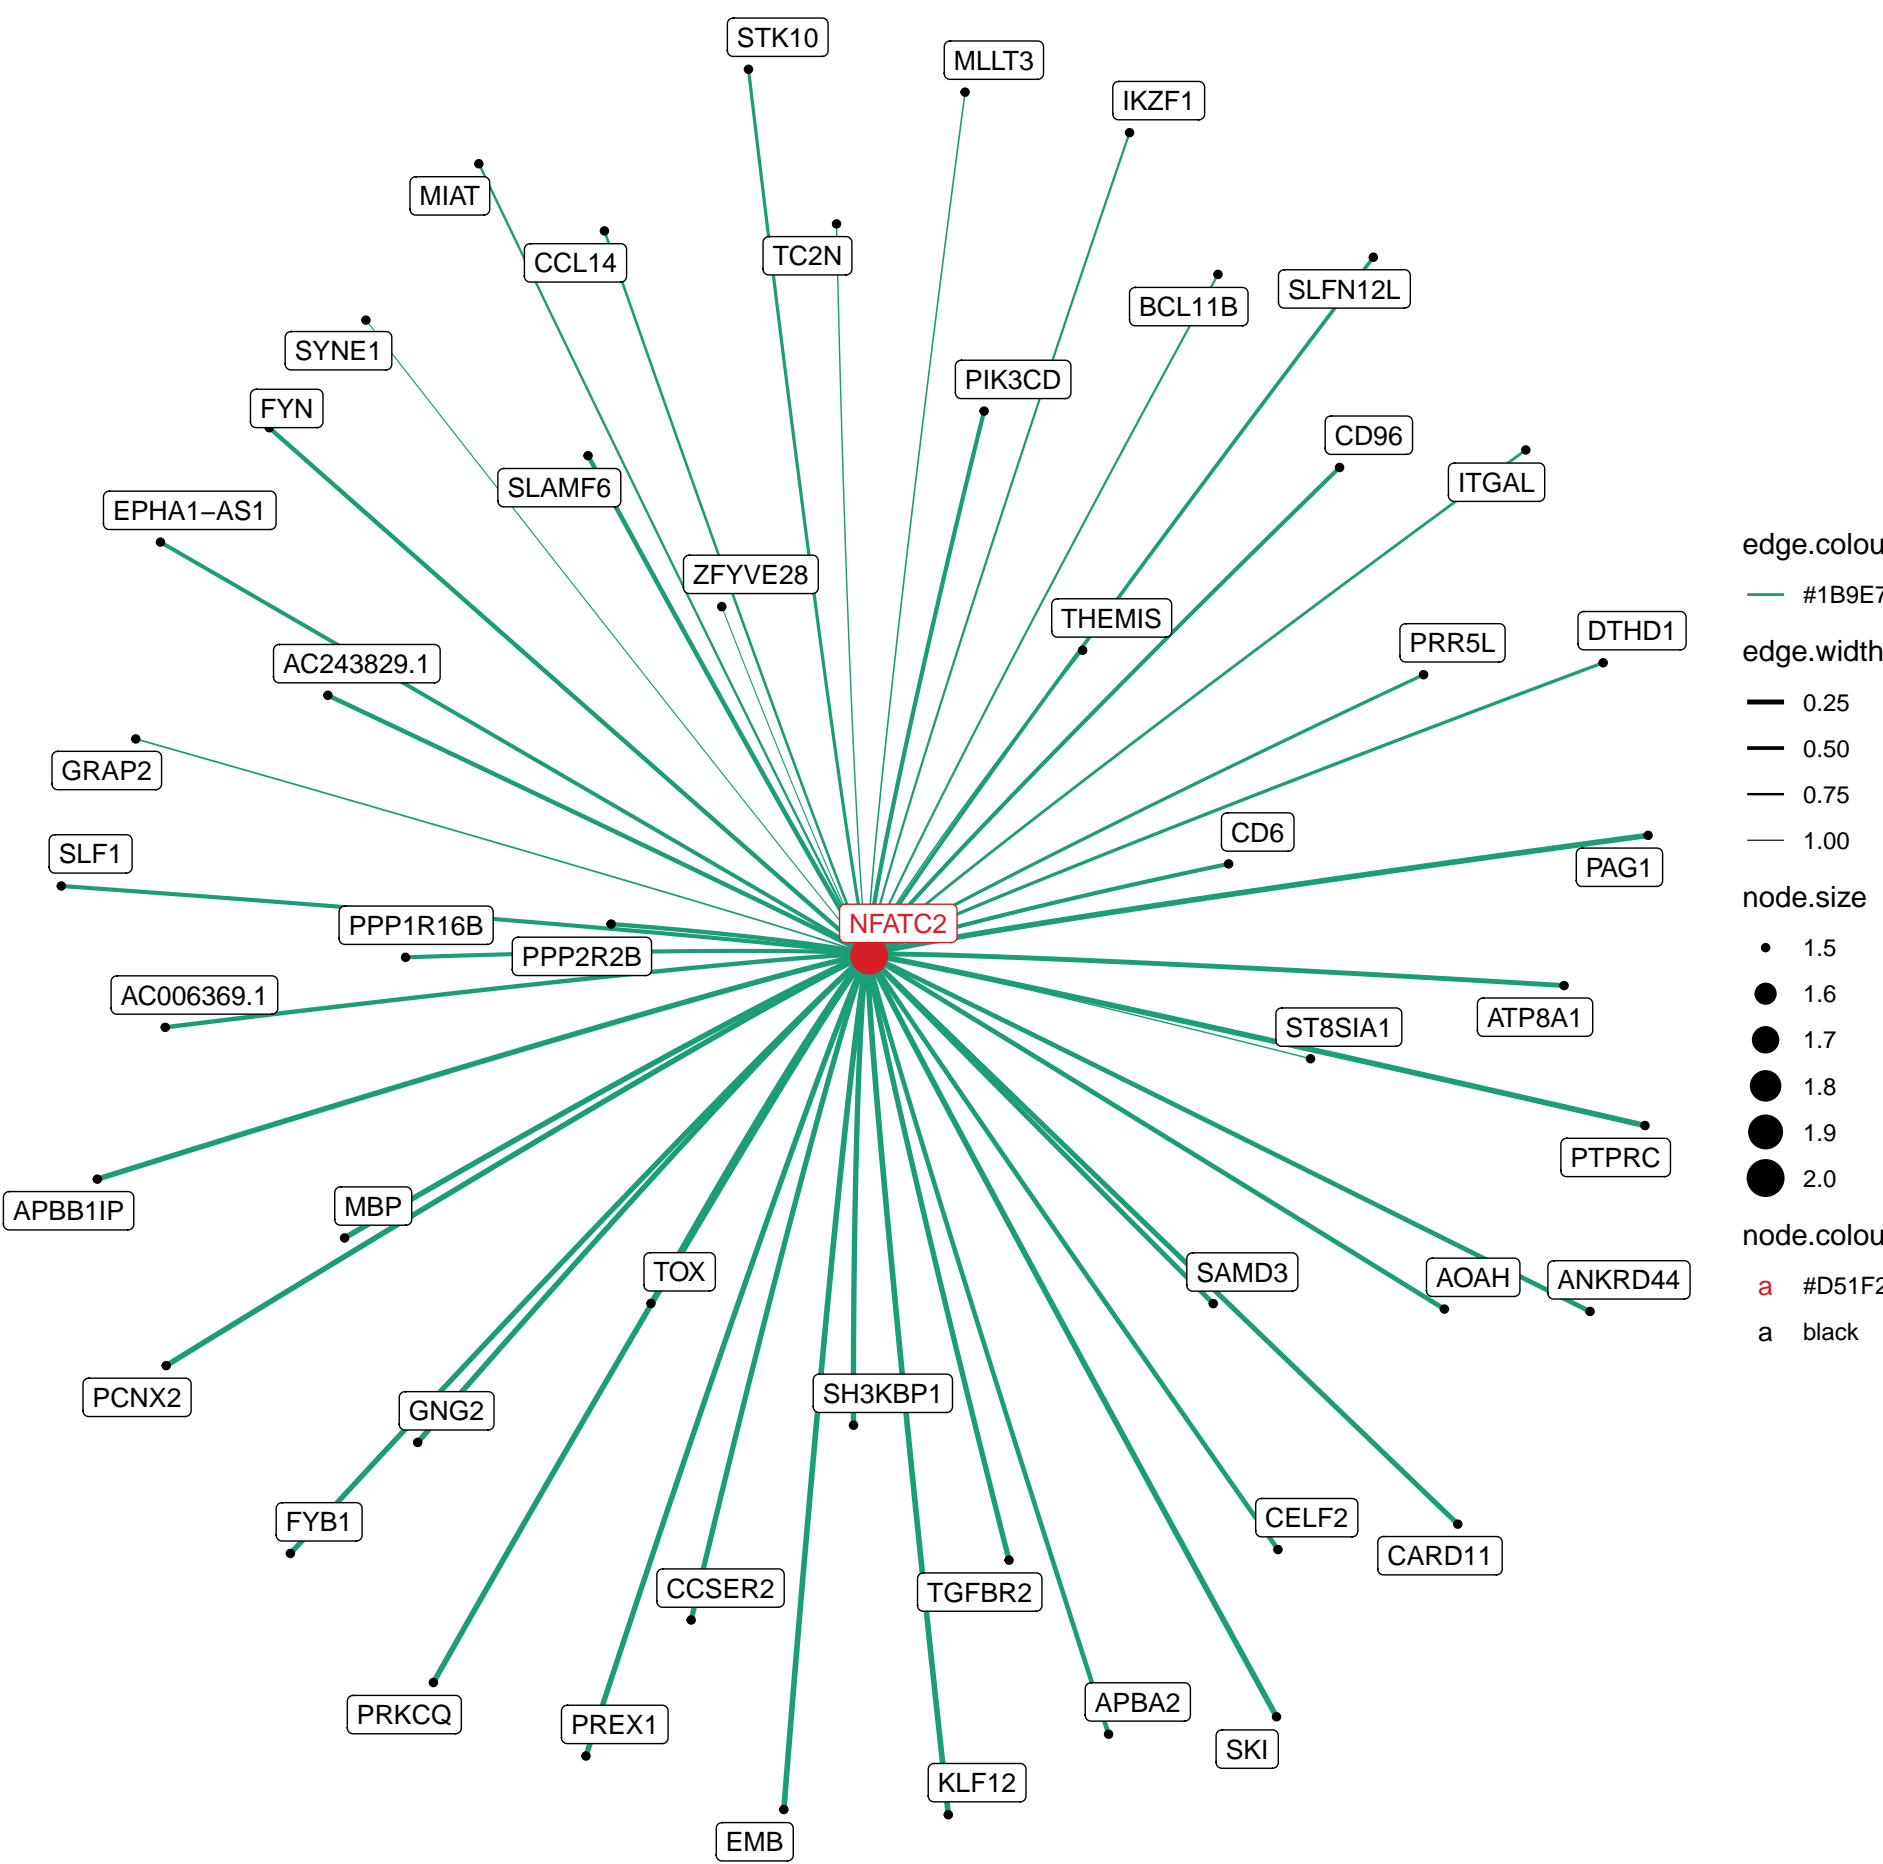 STK10
MLLT3
IKZF1
MIAT
CCL14
TC2N
SLFN12L
BCL11B
SYNE1
PIK3CD
FYN
CD96
ITGAL
SLAMF6
EPHA1–AS1
ZFYVE28
THEMIS
PRR5L
DTHD1
AC243829.1
GRAP2
CD6
SLF1
PAG1
NFATC2
PPP1R16B
PPP2R2B
AC006369.1
ATP8A1
ST8SIA1
PTPRC
MBP
APBB1IP
TOX
SAMD3
AOAH
ANKRD44
PCNX2
SH3KBP1
GNG2
FYB1
CELF2
CARD11
CCSER2
TGFBR2
PRKCQ
PREX1
APBA2
SKI
KLF12
EMB
edge.colou
#1B9E7
edge.width
0.25
0.50
0.75
1.00
node.size
1.5
1.6
1.7
1.8
1.9
2.0
node.colou
a #D51F2
a black